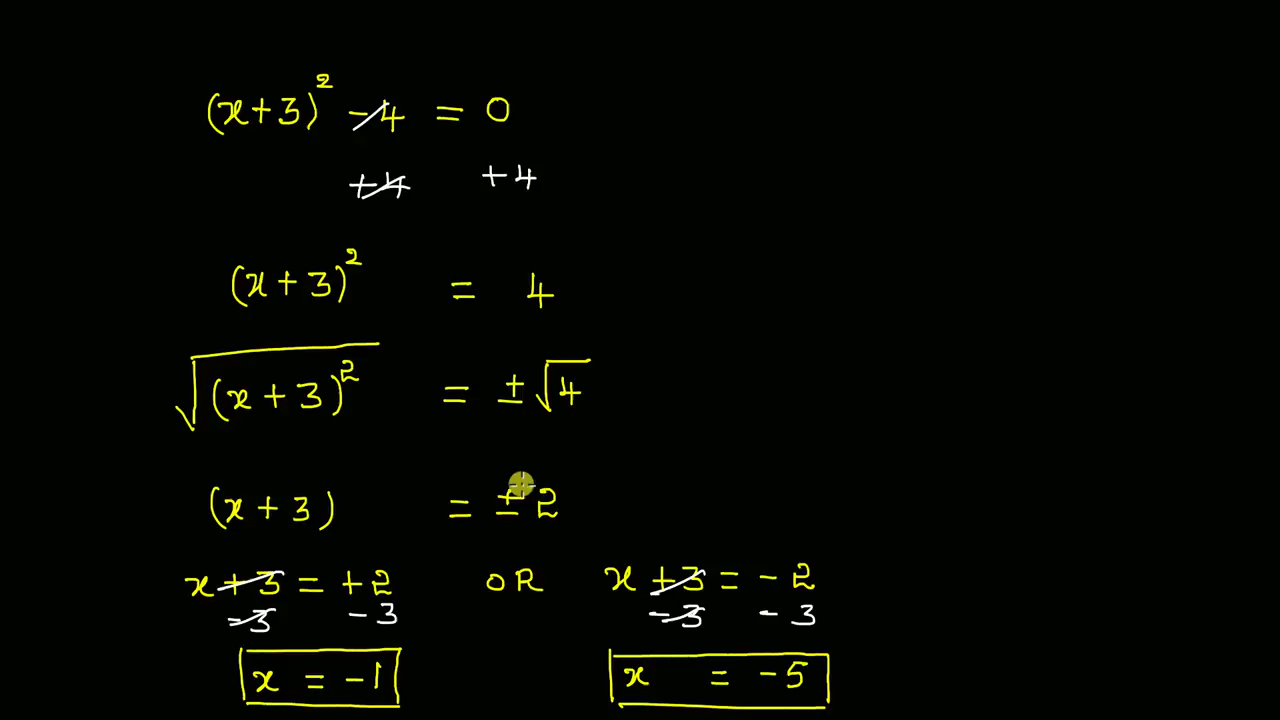 (x+3)² -4 = 0
+4 +4
(x+3)² = 4
√(x+3)² = ±√4
(x+3) = ±2
x+3 = +2 OR x+3 = -2
-3 -3 -3 -3
x = -1 x = -5